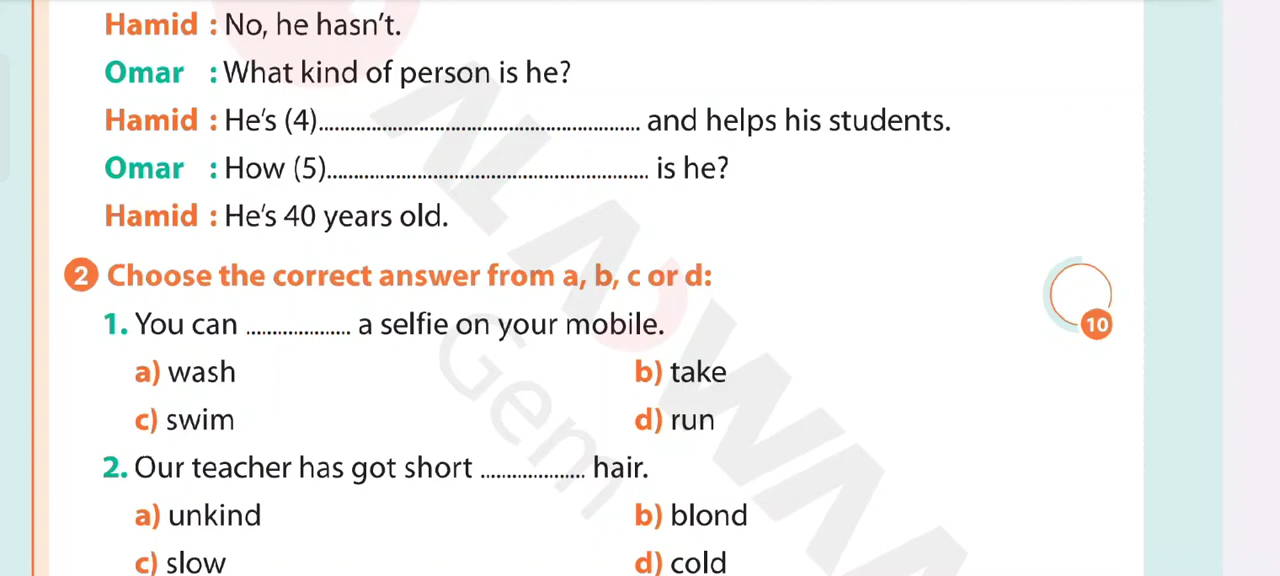 Hamid : No, he hasn't.
Omar : What kind of person is he?
Hamid : He's (4)............................................................ and helps his students.
Omar : How (5)............................................................ is he?
Hamid : He's 40 years old.
2 Choose the correct answer from a, b, c or d:
10
1. You can .................... a selfie on your mobile.
a) wash b) take
c) swim d) run
2. Our teacher has got short .................... hair.
a) unkind b) blond
c) slow d) cold
Gem